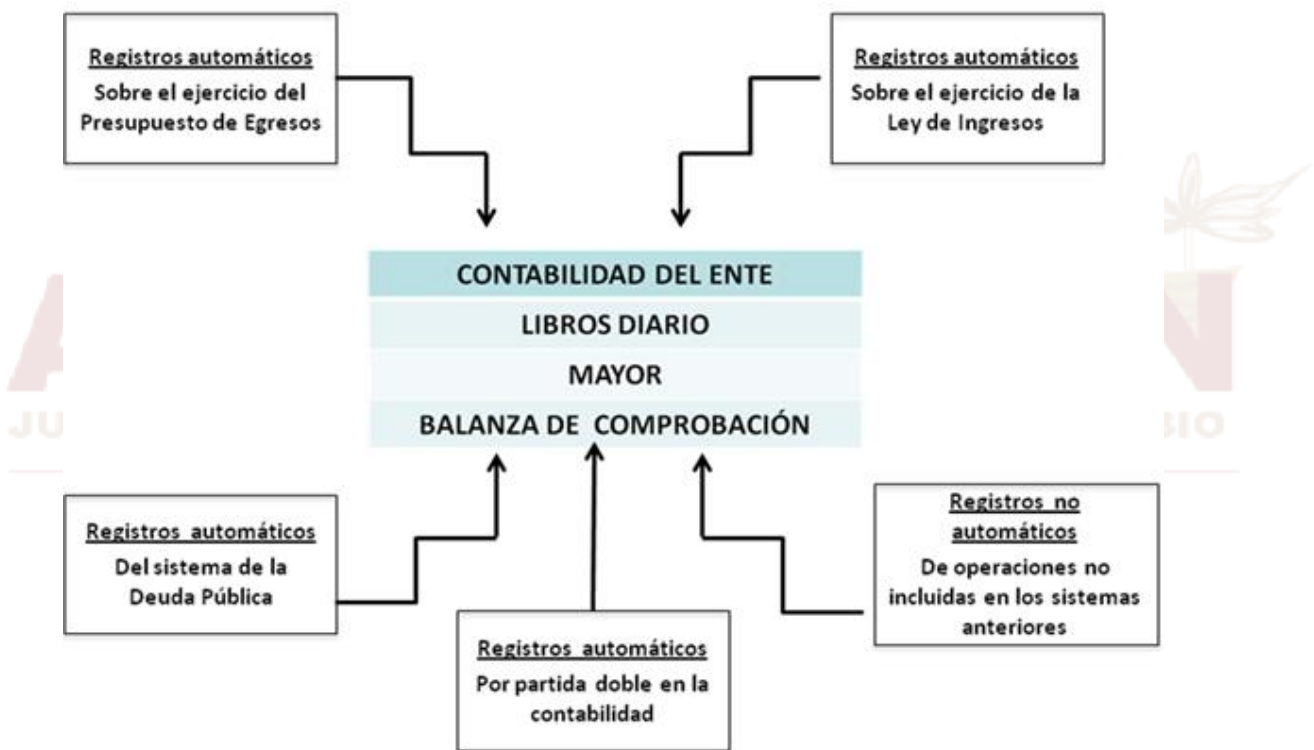 Registros automáticos
Sobre el ejercicio del
Presupuesto de Egresos
Registros automáticos
Sobre el ejercicio de la
Ley de Ingresos
CONTABILIDAD DEL ENTE
LIBROS DIARIO
MAYOR
BALANZA DE COMPROBACIÓN
Registros automáticos
Del sistema de la
Deuda Pública
Registros automáticos
Por partida doble en la
contabilidad
Registros no
automáticos
De operaciones no
incluidas en los sistemas
anteriores